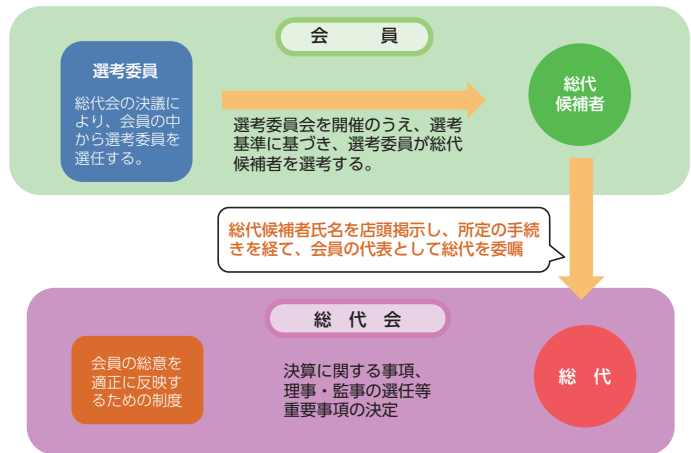 会　員
選考委員
総代会の決議に
より、会員の中
から選考委員を
選任する。
選考委員会を開催のうえ、選考
基準に基づき、選考委員が総代
候補者を選考する。
総代
候補者
総代候補者氏名を店頭掲示し、所定の手続
きを経て、会員の代表として総代を委嘱
総　代　会
会員の総意を
適正に反映す
るための制度
決算に関する事項、
理事・監事の選任等
重要事項の決定
総　代